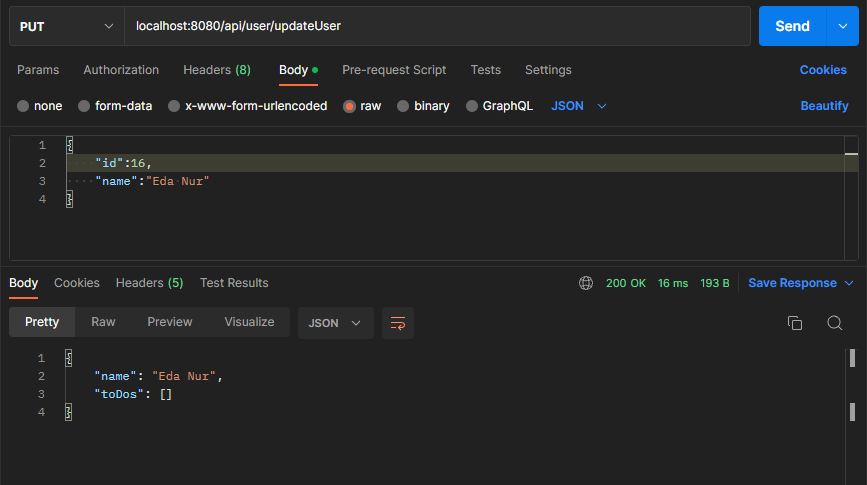 PUT localhost:8080/api/user/updateUser Send
Params Authorization Headers (8) Body Pre-request Script Tests Settings Cookies
none form-data x-www-form-urlencoded raw binary GraphQL JSON Beautify
1 {
2 "id":16,
3 "name":"Eda Nur"
4 }
Body Cookies Headers (5) Test Results 200 OK 16 ms 193 B Save Response
Pretty Raw Preview Visualize JSON
1 {
2 "name": "Eda Nur",
3 "toDos": []
4 }